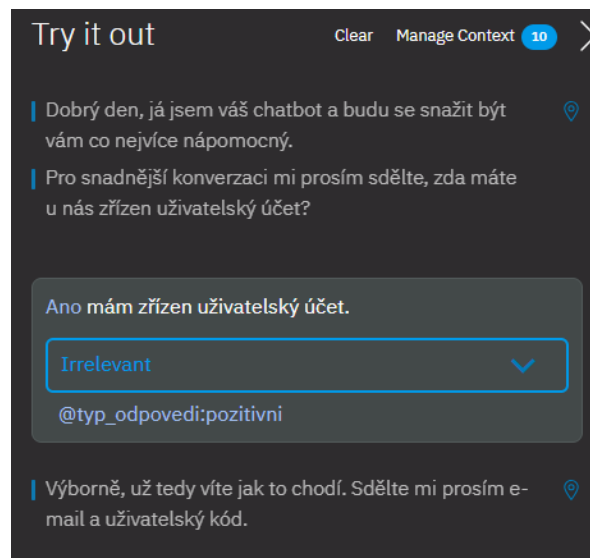 Try it out
Clear
Manage Context
10
Dobrý den, já jsem váš chatbot a budu se snažit být
vám co nejvíce nápomocný.
Pro snadnější konverzaci mi prosím sdělte, zda máte
u nás zřízen uživatelský účet?
Ano mám zřízen uživatelský účet.
Irrelevant
@typ_odpovedi:pozitivni
Výborně, už tedy víte jak to chodí. Sdělte mi prosím e-
mail a uživatelský kód.